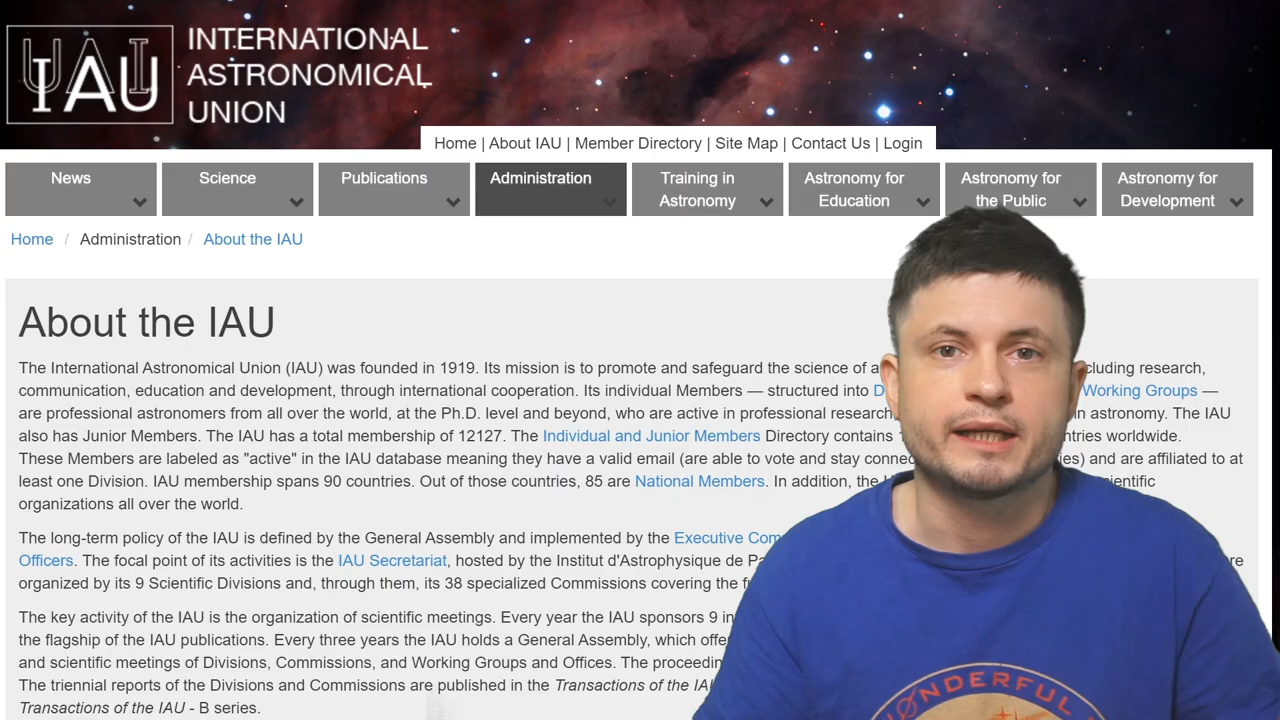 IAU
INTERNATIONAL
ASTRONOMICAL
UNION
Home | About IAU | Member Directory | Site Map | Contact Us | Login
News
Science
Publications
Administration
Training in
Astronomy
Astronomy for
Education
Astronomy for
the Public
Astronomy for
Development
Home / Administration / About the IAU
About the IAU
The International Astronomical Union (IAU) was founded in 1919. Its mission is to promote and safeguard the science of research,
communication, education and development, through international cooperation. Its individual Members — structured into Working Groups —
are professional astronomers from all over the world, at the Ph.D. level and beyond, who are active in professional research, in astronomy. The IAU
also has Junior Members. The IAU has a total membership of 12127. The Individual and Junior Members Directory contains worldwide.
These Members are labeled as "active" in the IAU database meaning they have a valid email (are able to vote and stay and are affiliated to at
least one Division. IAU membership spans 90 countries. Out of those countries, 85 are National Members. In addition, the
organizations all over the world.
The long-term policy of the IAU is defined by the General Assembly and implemented by the Executive
Officers. The focal point of its activities is the IAU Secretariat, hosted by the Institut d'Astrophysique de
organized by its 9 Scientific Divisions and, through them, its 38 specialized Commissions covering the
The key activity of the IAU is the organization of scientific meetings. Every year the IAU sponsors 9
the flagship of the IAU publications. Every three years the IAU holds a General Assembly, which
and scientific meetings of Divisions, Commissions, and Working Groups and Offices. The
The triennial reports of the Divisions and Commissions are published in the Transactions of the
Transactions of the IAU - B series.
WONDERFUL